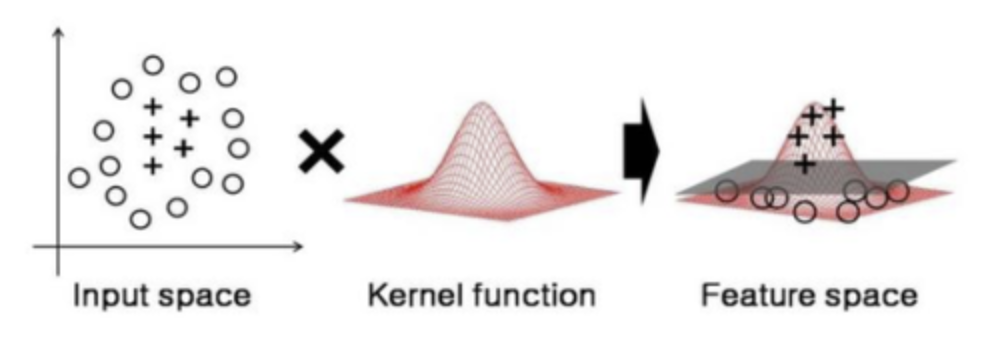 Input space
Kernel function
Feature space